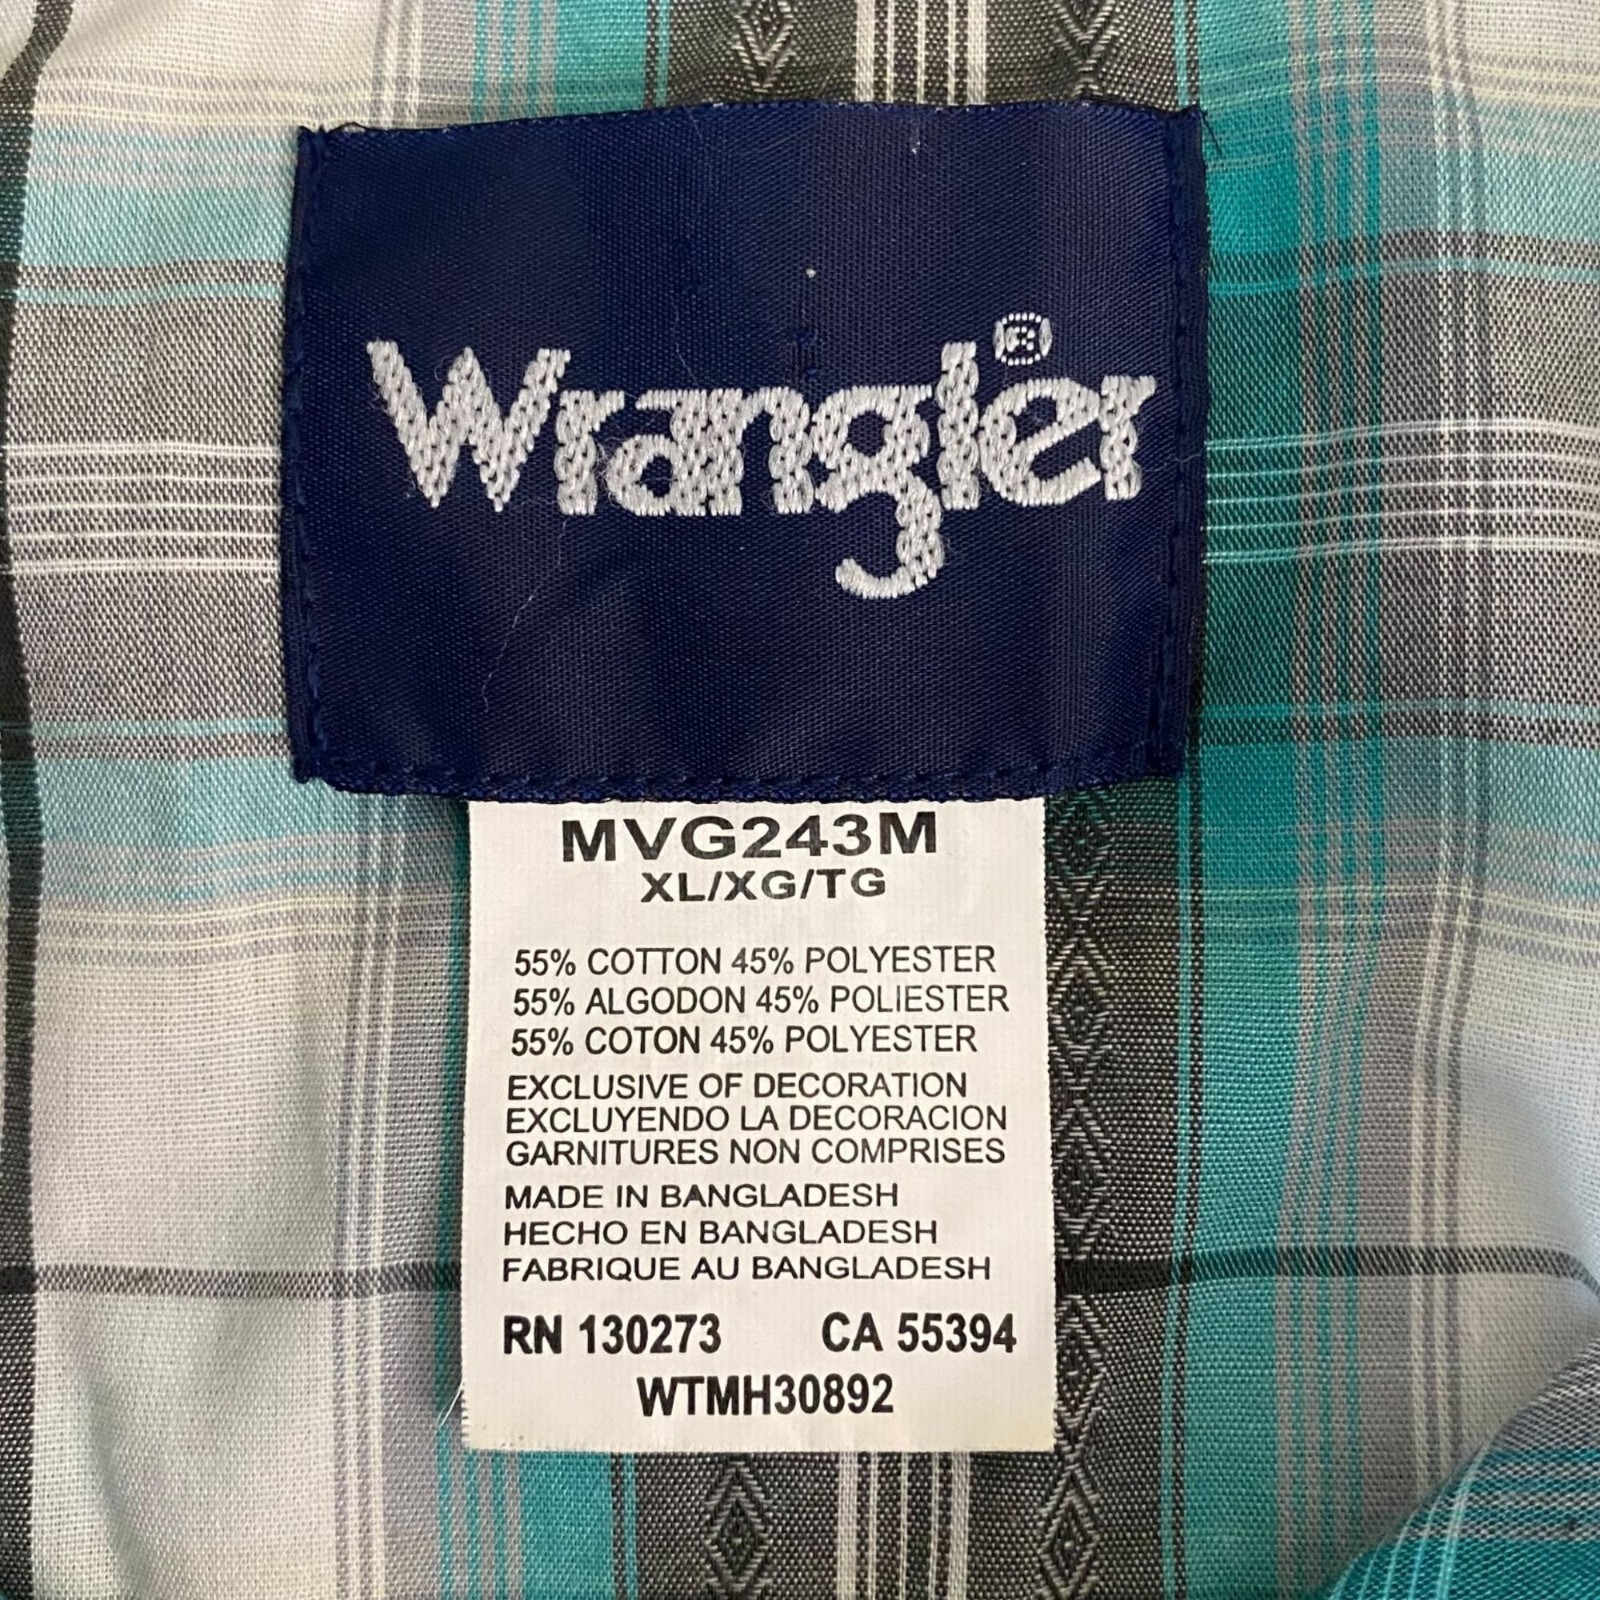 Wrangler®
MVG243M
XL/XG/TG
55% COTTON 45% POLYESTER
55% ALGODON 45% POLIESTER
55% COTON 45% POLYESTER
EXCLUSIVE OF DECORATION
EXCLUYENDO LA DECORACION
GARNITURES NON COMPRISES
MADE IN BANGLADESH
HECHO EN BANGLADESH
FABRIQUE AU BANGLADESH
RN 130273 CA 55394
WTMH30892